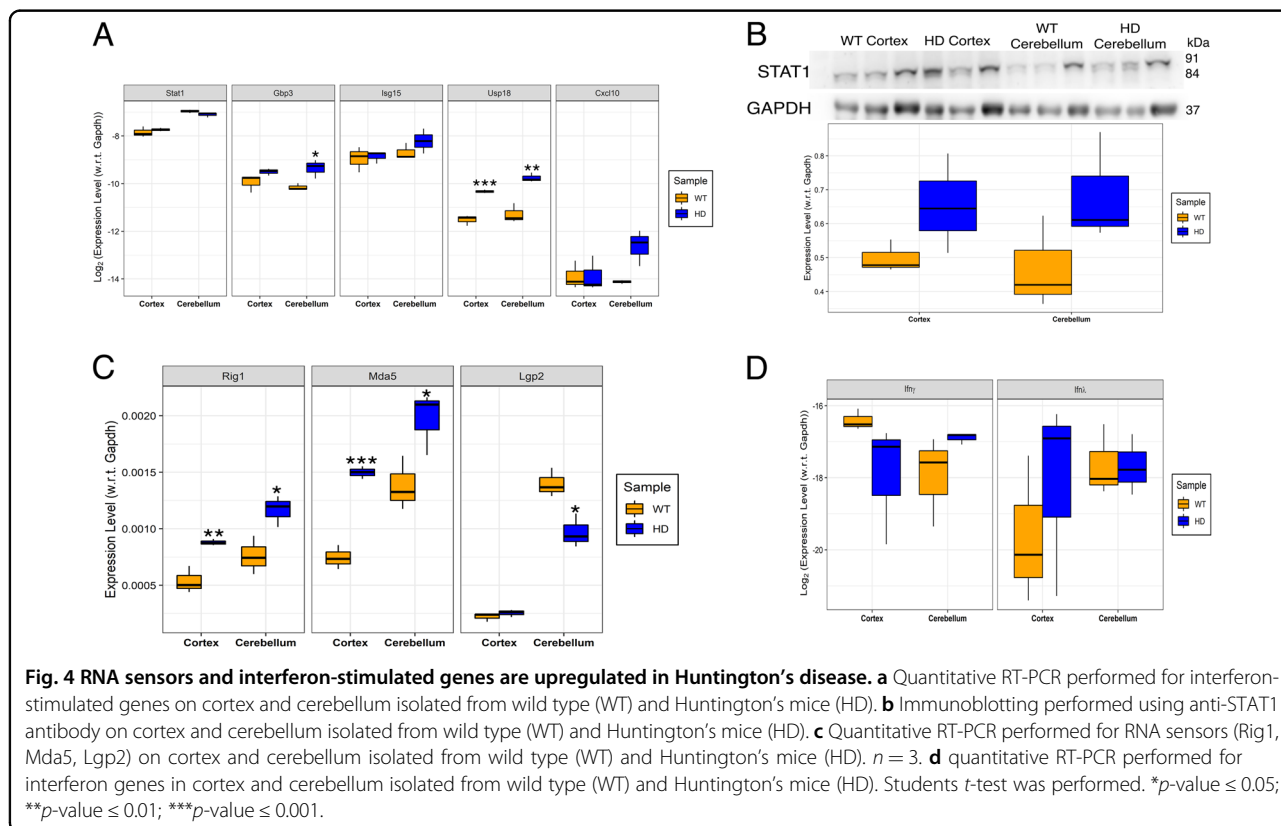 A
Stat1 Gbp3 Isg15 Usp18 Cxcl10
Log2 (Expression Level (w.r.t. Gapdh))
-8
-10
-12
-14
*
***
**
Cortex Cerebellum Cortex Cerebellum Cortex Cerebellum Cortex Cerebellum Cortex Cerebellum
Sample
WT
HD
B
WT Cortex HD Cortex WT Cerebellum HD Cerebellum kDa
STAT1
91
84
GAPDH
37
Expression Level (w.r.t. Gapdh)
0.8
0.7
0.6
0.5
0.4
Cortex Cerebellum
Sample
WT
HD
C
Rig1 Mda5 Lgp2
Expression Level (w.r.t. Gapdh)
0.0020
0.0015
0.0010
0.0005
**
*
***
*
*
Cortex Cerebellum Cortex Cerebellum Cortex Cerebellum
Sample
WT
HD
D
Ifnγ Ifnλ
Log2 (Expression Level (w.r.t. Gapdh))
-16
-18
-20
Cortex Cerebellum Cortex Cerebellum
Sample
WT
HD
Fig. 4 RNA sensors and interferon-stimulated genes are upregulated in Huntington's disease. a Quantitative RT-PCR performed for interferon-
stimulated genes on cortex and cerebellum isolated from wild type (WT) and Huntington's mice (HD). b Immunoblotting performed using anti-STAT1
antibody on cortex and cerebellum isolated from wild type (WT) and Huntington's mice (HD). c Quantitative RT-PCR performed for RNA sensors (Rig1,
Mda5, Lgp2) on cortex and cerebellum isolated from wild type (WT) and Huntington's mice (HD). n = 3. d quantitative RT-PCR performed for
interferon genes in cortex and cerebellum isolated from wild type (WT) and Huntington's mice (HD). Students t-test was performed. *p-value ≤ 0.05;
**p-value ≤ 0.01; ***p-value ≤ 0.001.